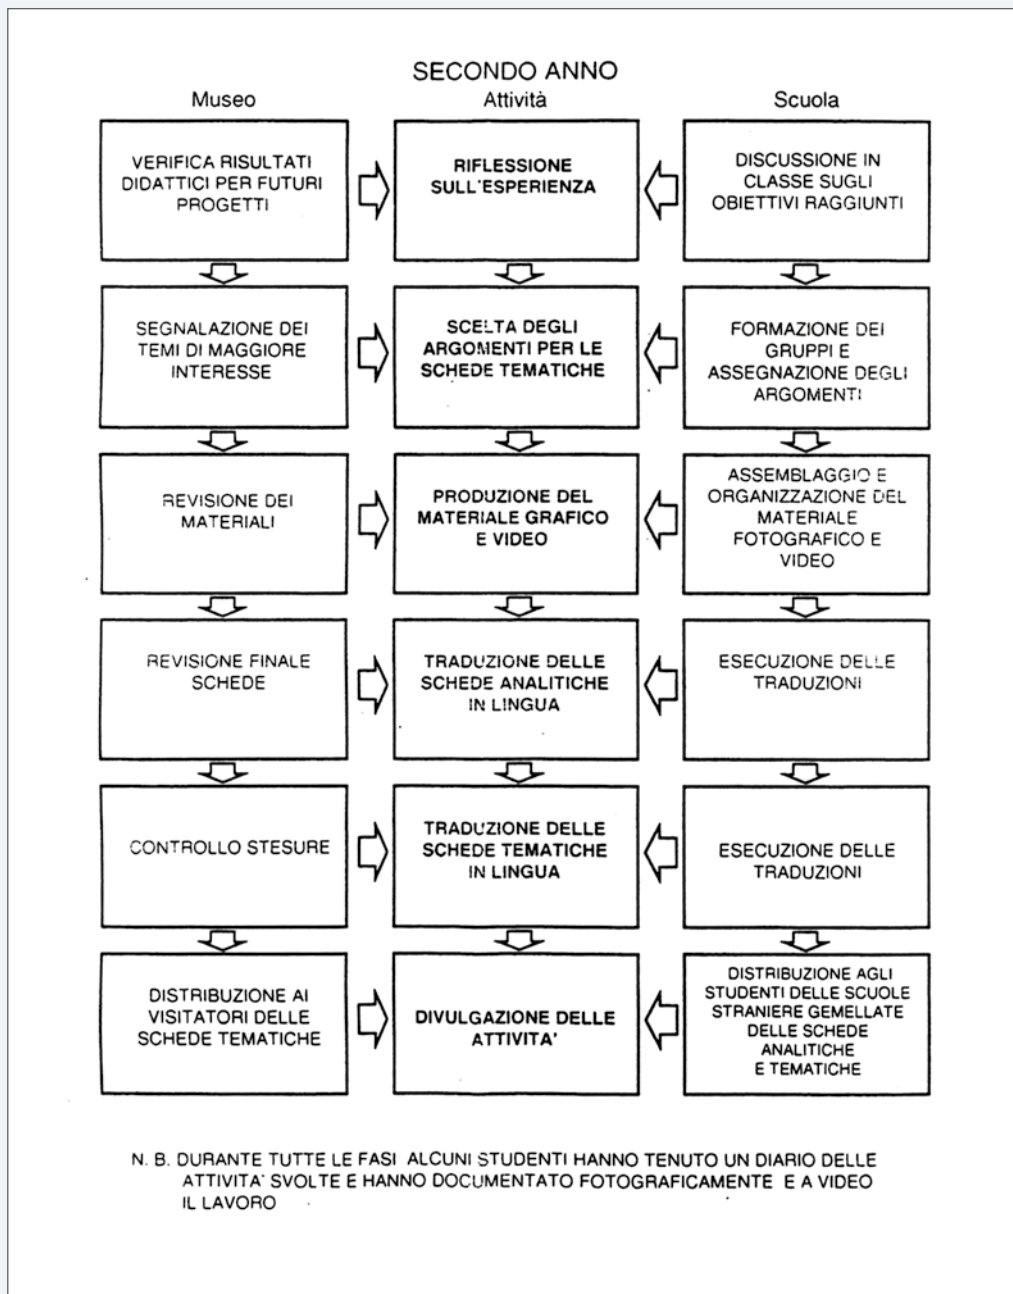 SECONDO ANNO
Museo
Attività
Scuola
VERIFICA RISULTATI
DIDATTICI PER FUTURI
PROGETTI
RIFLESSIONE
SULL'ESPERIENZA
DISCUSSIONE IN
CLASSE SUGLI
OBIETTIVI RAGGIUNTI
SEGNALAZIONE DEI
TEMI DI MAGGIORE
INTERESSE
SCELTA DEGLI
ARGOMENTI PER LE
SCHEDE TEMATICHE
FORMAZIONE DEI
GRUPPI E
ASSEGNAZIONE DEGLI
ARGOMENTI
REVISIONE DEI
MATERIALI
PRODUZIONE DEL
MATERIALE GRAFICO
E VIDEO
ASSEMBLAGGIO E
ORGANIZZAZIONE DEL
MATERIALE
FOTOGRAFICO E
VIDEO
REVISIONE FINALE
SCHEDE
TRADUZIONE DELLE
SCHEDE ANALITICHE
IN LINGUA
ESECUZIONE DELLE
TRADUZIONI
CONTROLLO STESURE
TRADUZIONE DELLE
SCHEDE TEMATICHE
IN LINGUA
ESECUZIONE DELLE
TRADUZIONI
DISTRIBUZIONE AI
VISITATORI DELLE
SCHEDE TEMATICHE
DIVULGAZIONE DELLE
ATTIVITA'
DISTRIBUZIONE AGLI
STUDENTI DELLE SCUOLE
STRANIERE GEMELLATE
DELLE SCHEDE
ANALITICHE
E TEMATICHE
N. B. DURANTE TUTTE LE FASI ALCUNI STUDENTI HANNO TENUTO UN DIARIO DELLE
ATTIVITA' SVOLTE E HANNO DOCUMENTATO FOTOGRAFICAMENTE E A VIDEO
IL LAVORO